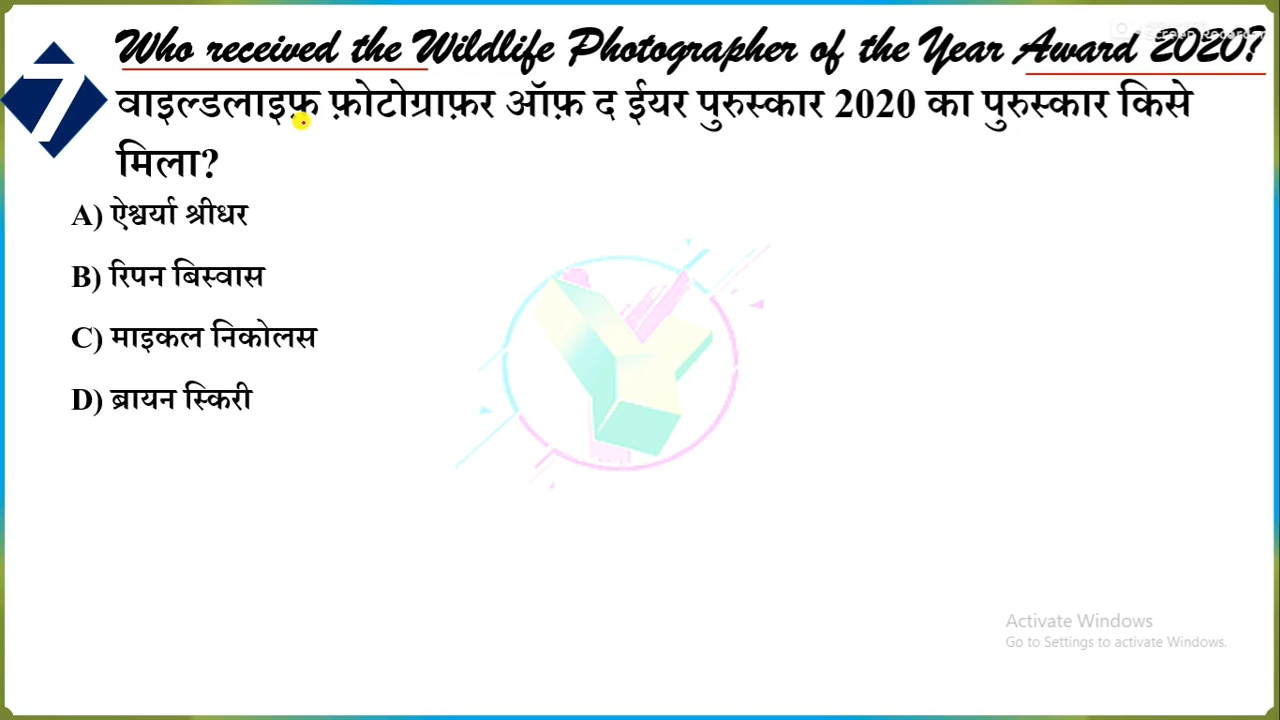 Who received the Wildlife Photographer of the Year Award 2020?
7
वाइल्डलाइफ़ फ़ोटोग्राफ़र ऑफ़ द ईयर पुरुस्कार 2020 का पुरुस्कार किसे
मिला?
A) ऐश्वर्या श्रीधर
B) रिपन बिस्वास
C) माइकल निकोलस
D) ब्रायन स्किरी
Activate Windows
Go to Settings to activate Windows.